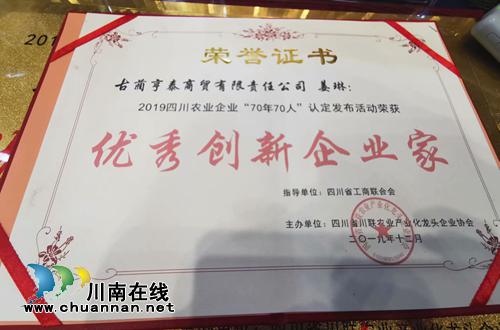 201
荣誉证书
古蔺亨泰商贸有限责任公司 姜琳：
2019四川农业企业“70年70人”认定发布活动荣获
优秀创新企业家
指导单位：四川省工商联合会
主办单位：四川省川联农业产业化龙头企业协会
二〇一九年十二月
川南在线
www.chuannan.net